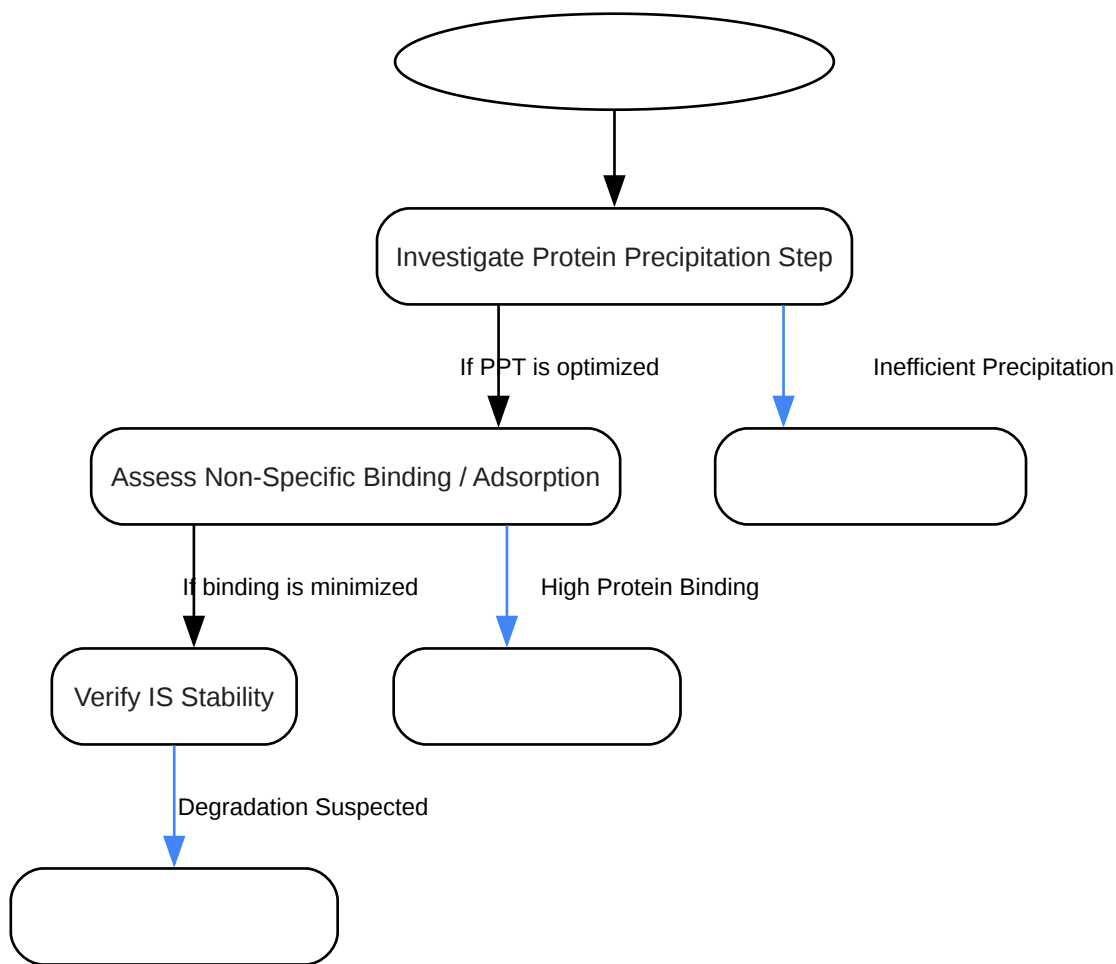 Investigate Protein Precipitation Step
If PPT is optimized
Inefficient Precipitation
Assess Non-Specific Binding / Adsorption
If binding is minimized
High Protein Binding
Verify IS Stability
Degradation Suspected